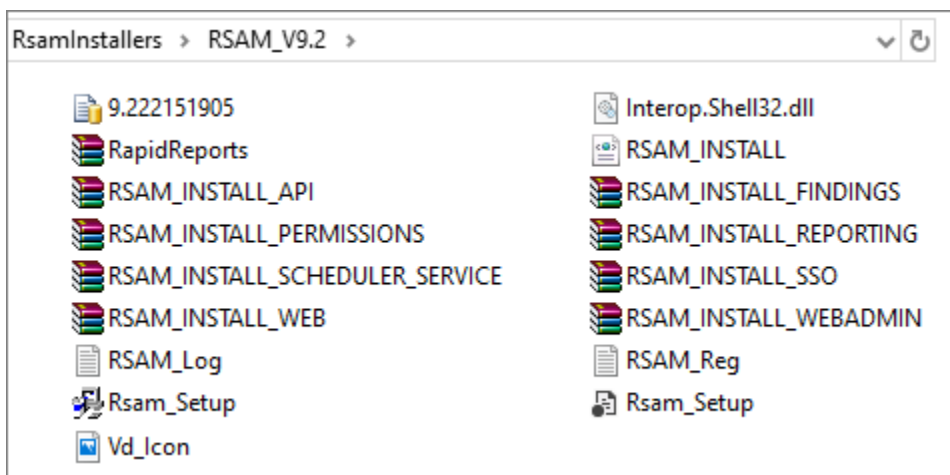 RsamInstallers > RSAM_V9.2 >
9.222151905 Interop.Shell32.dll
RapidReports RSAM_INSTALL
RSAM_INSTALL_API RSAM_INSTALL_FINDINGS
RSAM_INSTALL_PERMISSIONS RSAM_INSTALL_REPORTING
RSAM_INSTALL_SCHEDULER_SERVICE RSAM_INSTALL_SSO
RSAM_INSTALL_WEB RSAM_INSTALL_WEBADMIN
RSAM_Log RSAM_Reg
Rsam_Setup Rsam_Setup
Vd_Icon